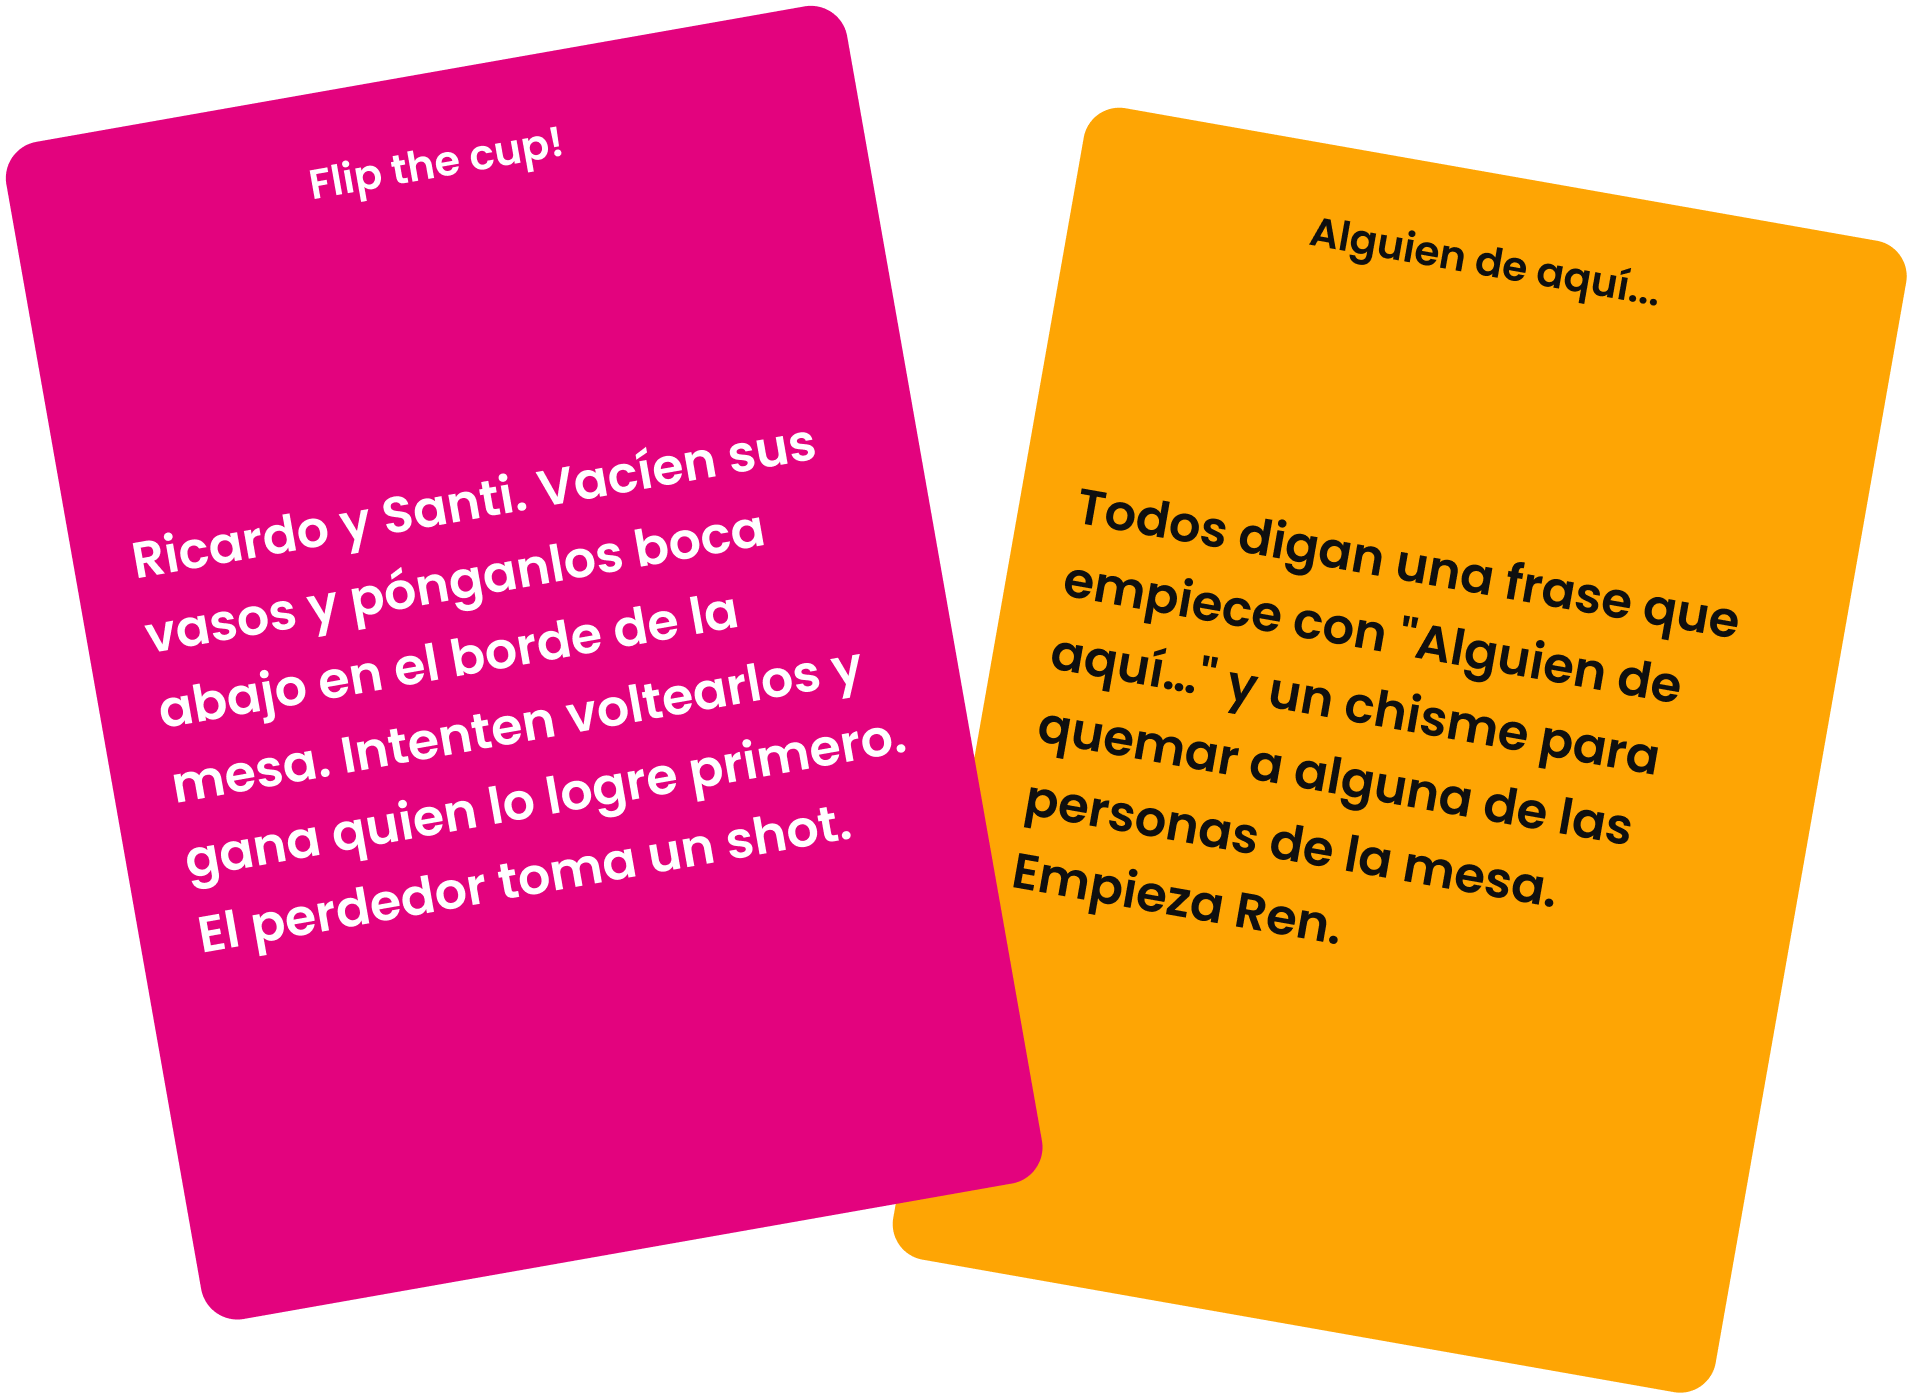 Flip the cup!
Ricardo y Santi. Vacíen sus
vasos y pónganlos boca
abajo en el borde de la
mesa. Intenten voltearlos y
gana quien lo logre primero.
El perdedor toma un shot.
Alguien de aquí...
Todos digan una frase que
empiece con "Alguien de
aquí..." y un chisme para
quemar a alguna de las
personas de la mesa.
Empieza Ren.